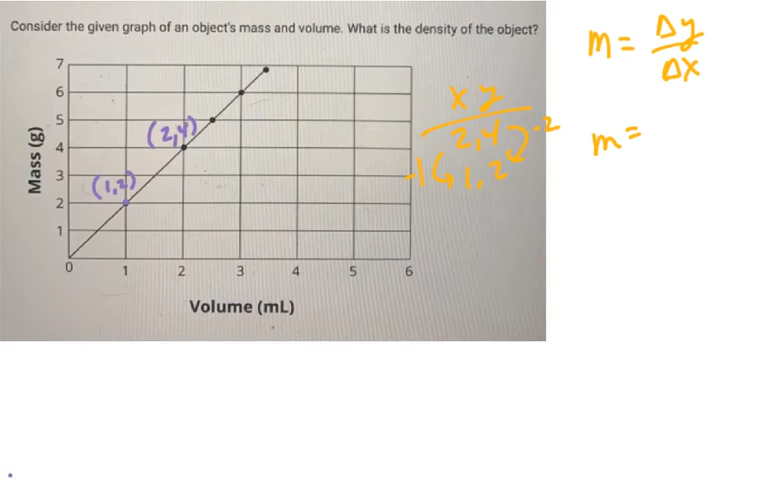 Consider the given graph of an object's mass and volume. What is the density of the object?
7
6
5
4
3
2
1
0 1 2 3 4 5 6
Mass (g)
Volume (mL)
(2,4)
(1,2)
x y
2,4
-2
-1
1,2
m = Δy/Δx
m =